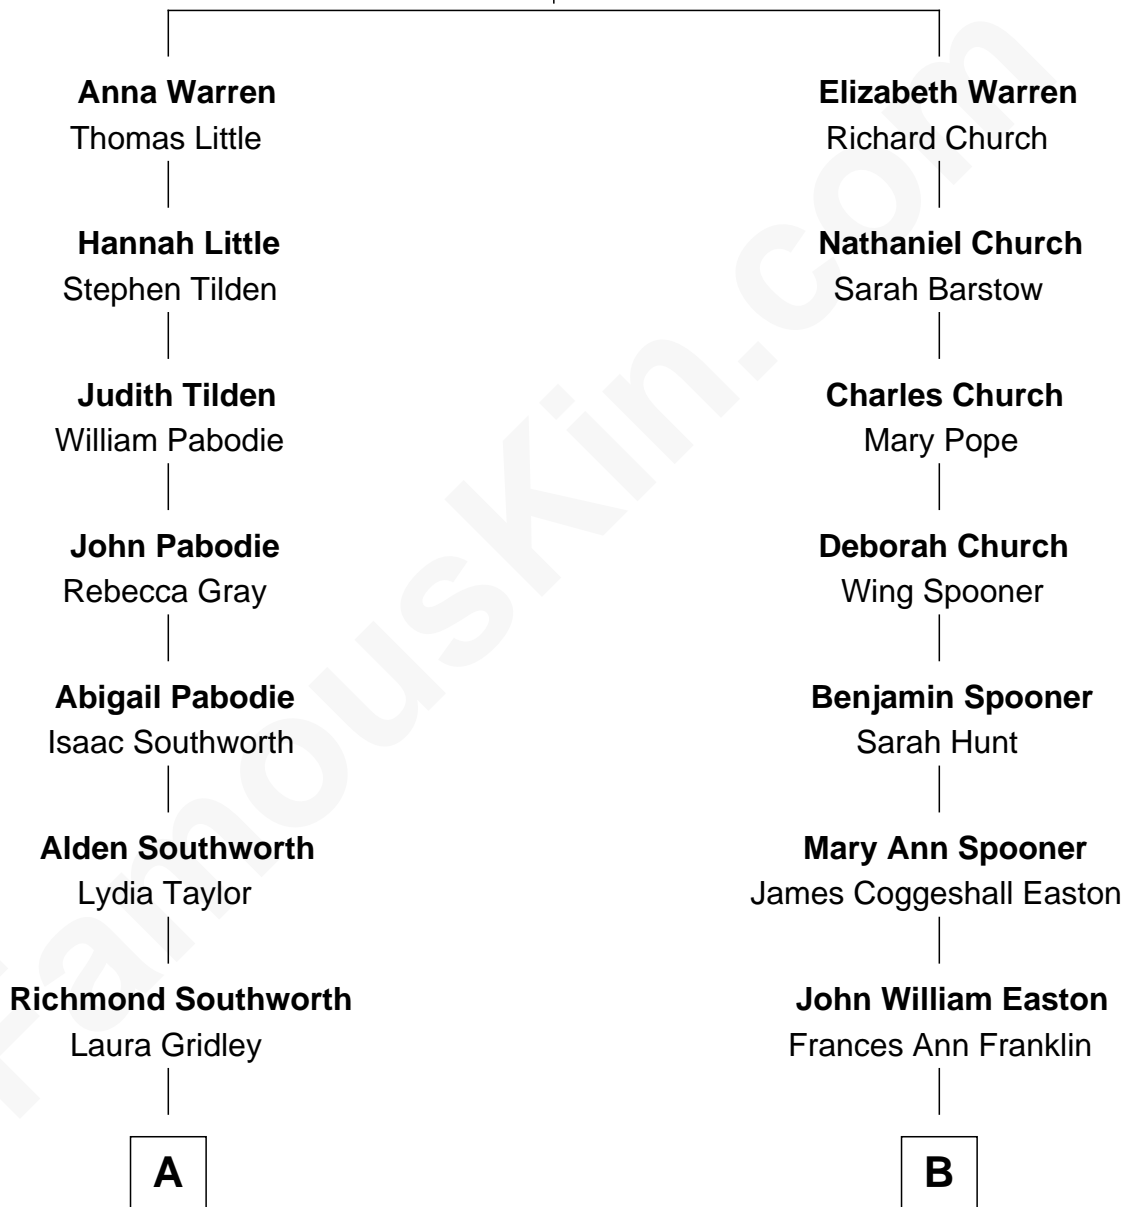 Anna Warren
Thomas Little
Hannah Little
Stephen Tilden
Judith Tilden
William Pabodie
John Pabodie
Rebecca Gray
Abigail Pabodie
Isaac Southworth
Alden Southworth
Lydia Taylor
Richmond Southworth
Laura Gridley
A
Elizabeth Warren
Richard Church
Nathaniel Church
Sarah Barstow
Charles Church
Mary Pope
Deborah Church
Wing Spooner
Benjamin Spooner
Sarah Hunt
Mary Ann Spooner
James Coggeshall Easton
John William Easton
Frances Ann Franklin
B
FamousKin.com